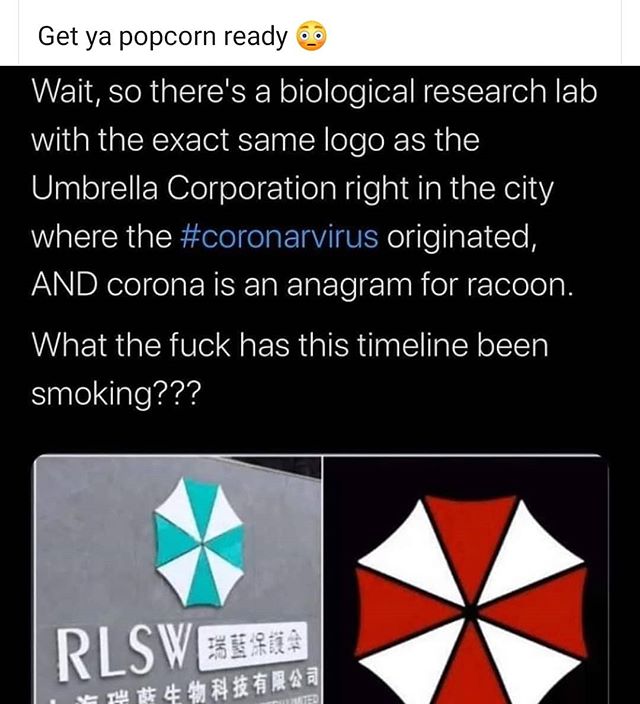 Get ya popcorn ready 😳
Wait, so there's a biological research lab
with the exact same logo as the
Umbrella Corporation right in the city
where the #coronarvirus originated,
AND corona is an anagram for racoon.
What the fuck has this timeline been
smoking???
RLSW 瑞藍保護傘
海瑞藍生物科技有限公司